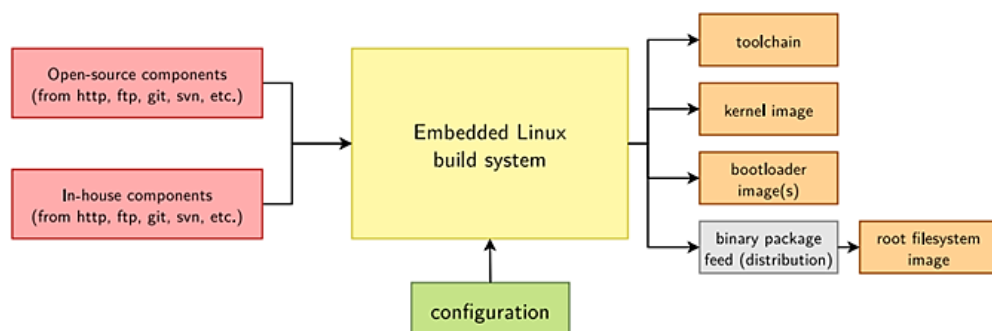 Open-source components
(from http, ftp, git, svn, etc.)
In-house components
(from http, ftp, git, svn, etc.)
Embedded Linux
build system
configuration
toolchain
kernel image
bootloader
image(s)
binary package
feed (distribution)
root filesystem
image